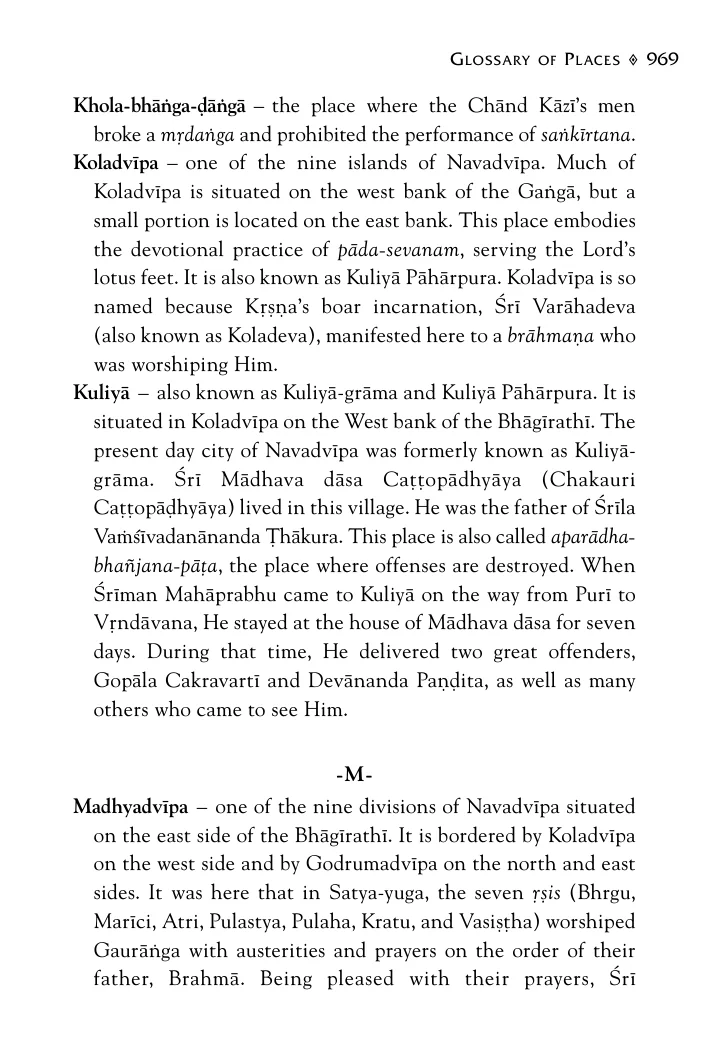 Glossary of Places ◈ 969
Khola-bhāṅga-ḍāṅgā – the place where the Chānd Kāzī's men
broke a mṛdaṅga and prohibited the performance of saṅkīrtana.
Koladvīpa – one of the nine islands of Navadvīpa. Much of
Koladvīpa is situated on the west bank of the Gaṅgā, but a
small portion is located on the east bank. This place embodies
the devotional practice of pāda-sevanam, serving the Lord's
lotus feet. It is also known as Kuliyā Pāhārpura. Koladvīpa is so
named because Kṛṣṇa's boar incarnation, Śrī Varāhadeva
(also known as Koladeva), manifested here to a brāhmaṇa who
was worshiping Him.
Kuliyā – also known as Kuliyā-grāma and Kuliyā Pāhārpura. It is
situated in Koladvīpa on the West bank of the Bhāgīrathī. The
present day city of Navadvīpa was formerly known as Kuliyā-
grāma. Śrī Mādhava dāsa Caṭṭopādhyāya (Chakauri
Caṭṭopāḍhyāya) lived in this village. He was the father of Śrīla
Vaṁśīvadanānanda Ṭhākura. This place is also called aparādha-
bhañjana-pāṭa, the place where offenses are destroyed. When
Śrīman Mahāprabhu came to Kuliyā on the way from Purī to
Vṛndāvana, He stayed at the house of Mādhava dāsa for seven
days. During that time, He delivered two great offenders,
Gopāla Cakravartī and Devānanda Paṇḍita, as well as many
others who came to see Him.
-M-
Madhyadvīpa – one of the nine divisions of Navadvīpa situated
on the east side of the Bhāgīrathī. It is bordered by Koladvīpa
on the west side and by Godrumadvīpa on the north and east
sides. It was here that in Satya-yuga, the seven ṛṣis (Bhrgu,
Marīci, Atri, Pulastya, Pulaha, Kratu, and Vasiṣṭha) worshiped
Gaurāṅga with austerities and prayers on the order of their
father, Brahmā. Being pleased with their prayers, Śrī